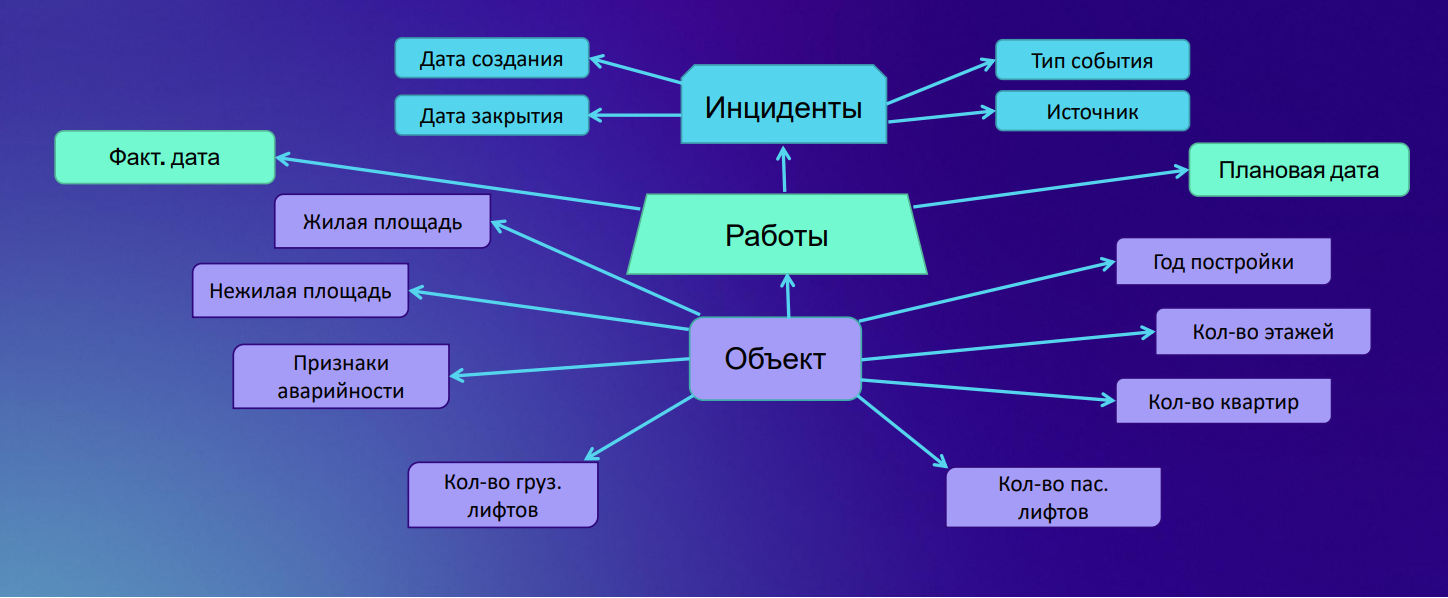 Дата создания
Тип события
Инциденты
Дата закрытия
Источник
Факт. дата
Плановая дата
Жилая площадь
Работы
Год постройки
Нежилая площадь
Кол-во этажей
Объект
Признаки
аварийности
Кол-во квартир
Кол-во груз.
лифтов
Кол-во пас.
лифтов